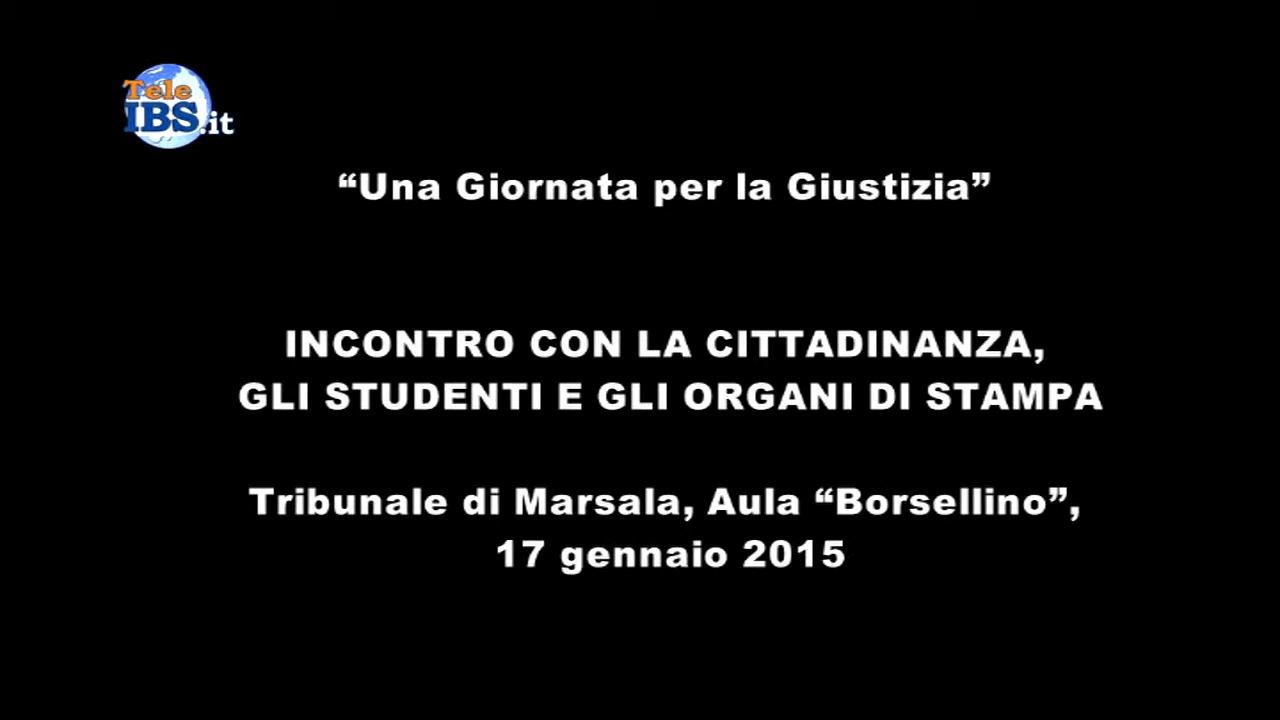 Tele
IBS.it
“Una Giornata per la Giustizia”
INCONTRO CON LA CITTADINANZA,
GLI STUDENTI E GLI ORGANI DI STAMPA
Tribunale di Marsala, Aula “Borsellino”,
17 gennaio 2015